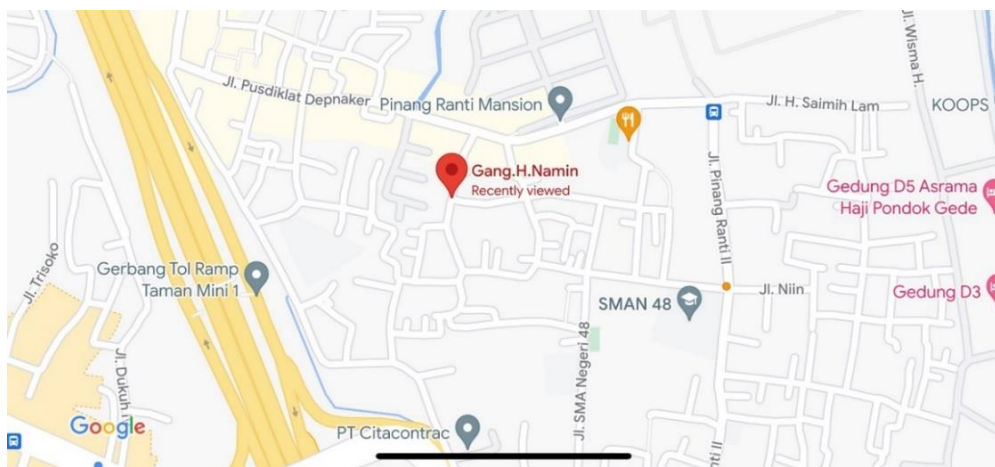 Jl. Pusdiklat Depnaker
Pinang Ranti Mansion
Jl. H. Saimih Lam
Jl. Wisma H.
KOOPS
Gang.H.Namin
Recently viewed
Jl. Pinang Ranti II
Gedung D5 Asrama
Haji Pondok Gede
Jl. Trisoko
Gerbang Tol Ramp
Taman Mini 1
SMAN 48
Jl. Niin
Gedung D3
Jl. Dukuh
Jl. SMA Negeri 48
Google
PT Citacontrac
nti II